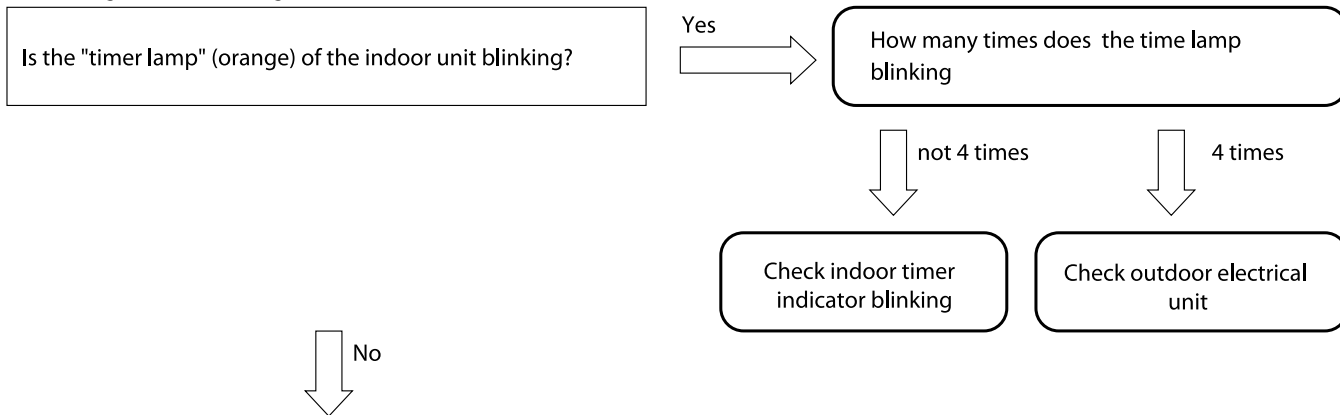 Is the "timer lamp" (orange) of the indoor unit blinking?
Yes
How many times does the time lamp
blinking
not 4 times
4 times
Check indoor timer
indicator blinking
Check outdoor electrical
unit
No